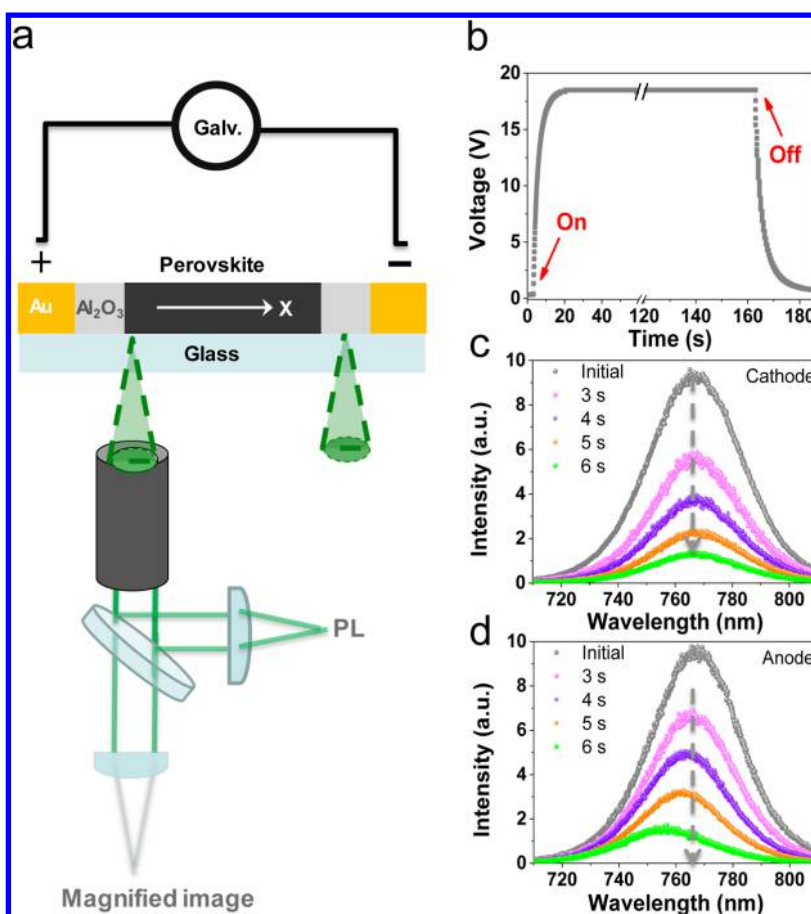 a
Galv.
+ −
Perovskite
Au Al₂O₃ X
Glass
PL
Magnified image
b
20
15
10
5
0
Voltage (V)
On
Off
0 20 40 120 140 160 180
Time (s)
c
Cathode
Initial
3 s
4 s
5 s
6 s
10
8
6
4
2
0
Intensity (a.u.)
720 740 760 780 800
Wavelength (nm)
d
Anode
Initial
3 s
4 s
5 s
6 s
10
8
6
4
2
0
Intensity (a.u.)
720 740 760 780 800
Wavelength (nm)